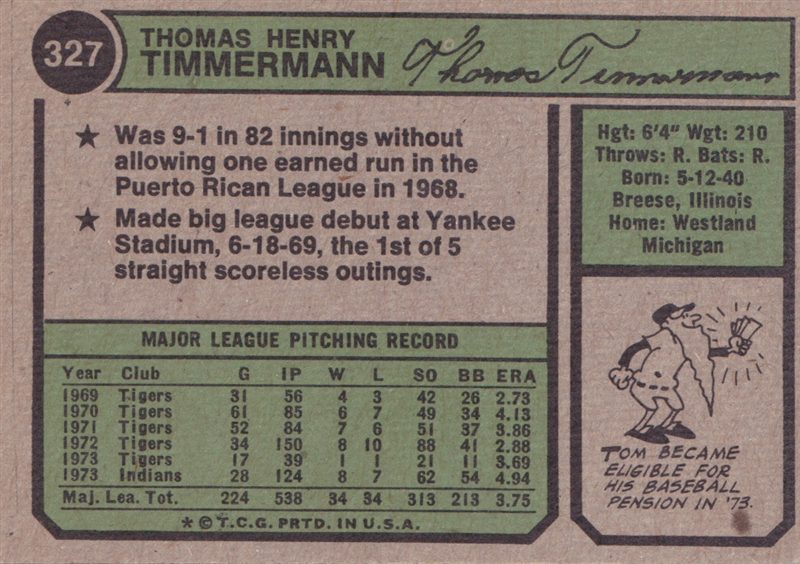 327
THOMAS HENRY
TIMMERMANN
Thomas Timmermann
★ Was 9-1 in 82 innings without
allowing one earned run in the
Puerto Rican League in 1968.
★ Made big league debut at Yankee
Stadium, 6-18-69, the 1st of 5
straight scoreless outings.
Hgt: 6'4" Wgt: 210
Throws: R. Bats: R.
Born: 5-12-40
Breese, Illinois
Home: Westland
Michigan
MAJOR LEAGUE PITCHING RECORD
Year Club G IP W L SO BB ERA
1969 Tigers 31 56 4 3 42 26 2.73
1970 Tigers 61 85 6 7 49 34 4.13
1971 Tigers 52 84 7 6 51 37 3.86
1972 Tigers 34 150 8 10 88 41 2.88
1973 Tigers 17 39 1 1 21 11 3.69
1973 Indians 28 124 8 7 62 54 4.94
Maj. Lea. Tot. 224 538 34 34 313 213 3.75
* © T.C.G. PRTD. IN U.S.A.
TOM BECAME
ELIGIBLE FOR
HIS BASEBALL
PENSION IN '73.